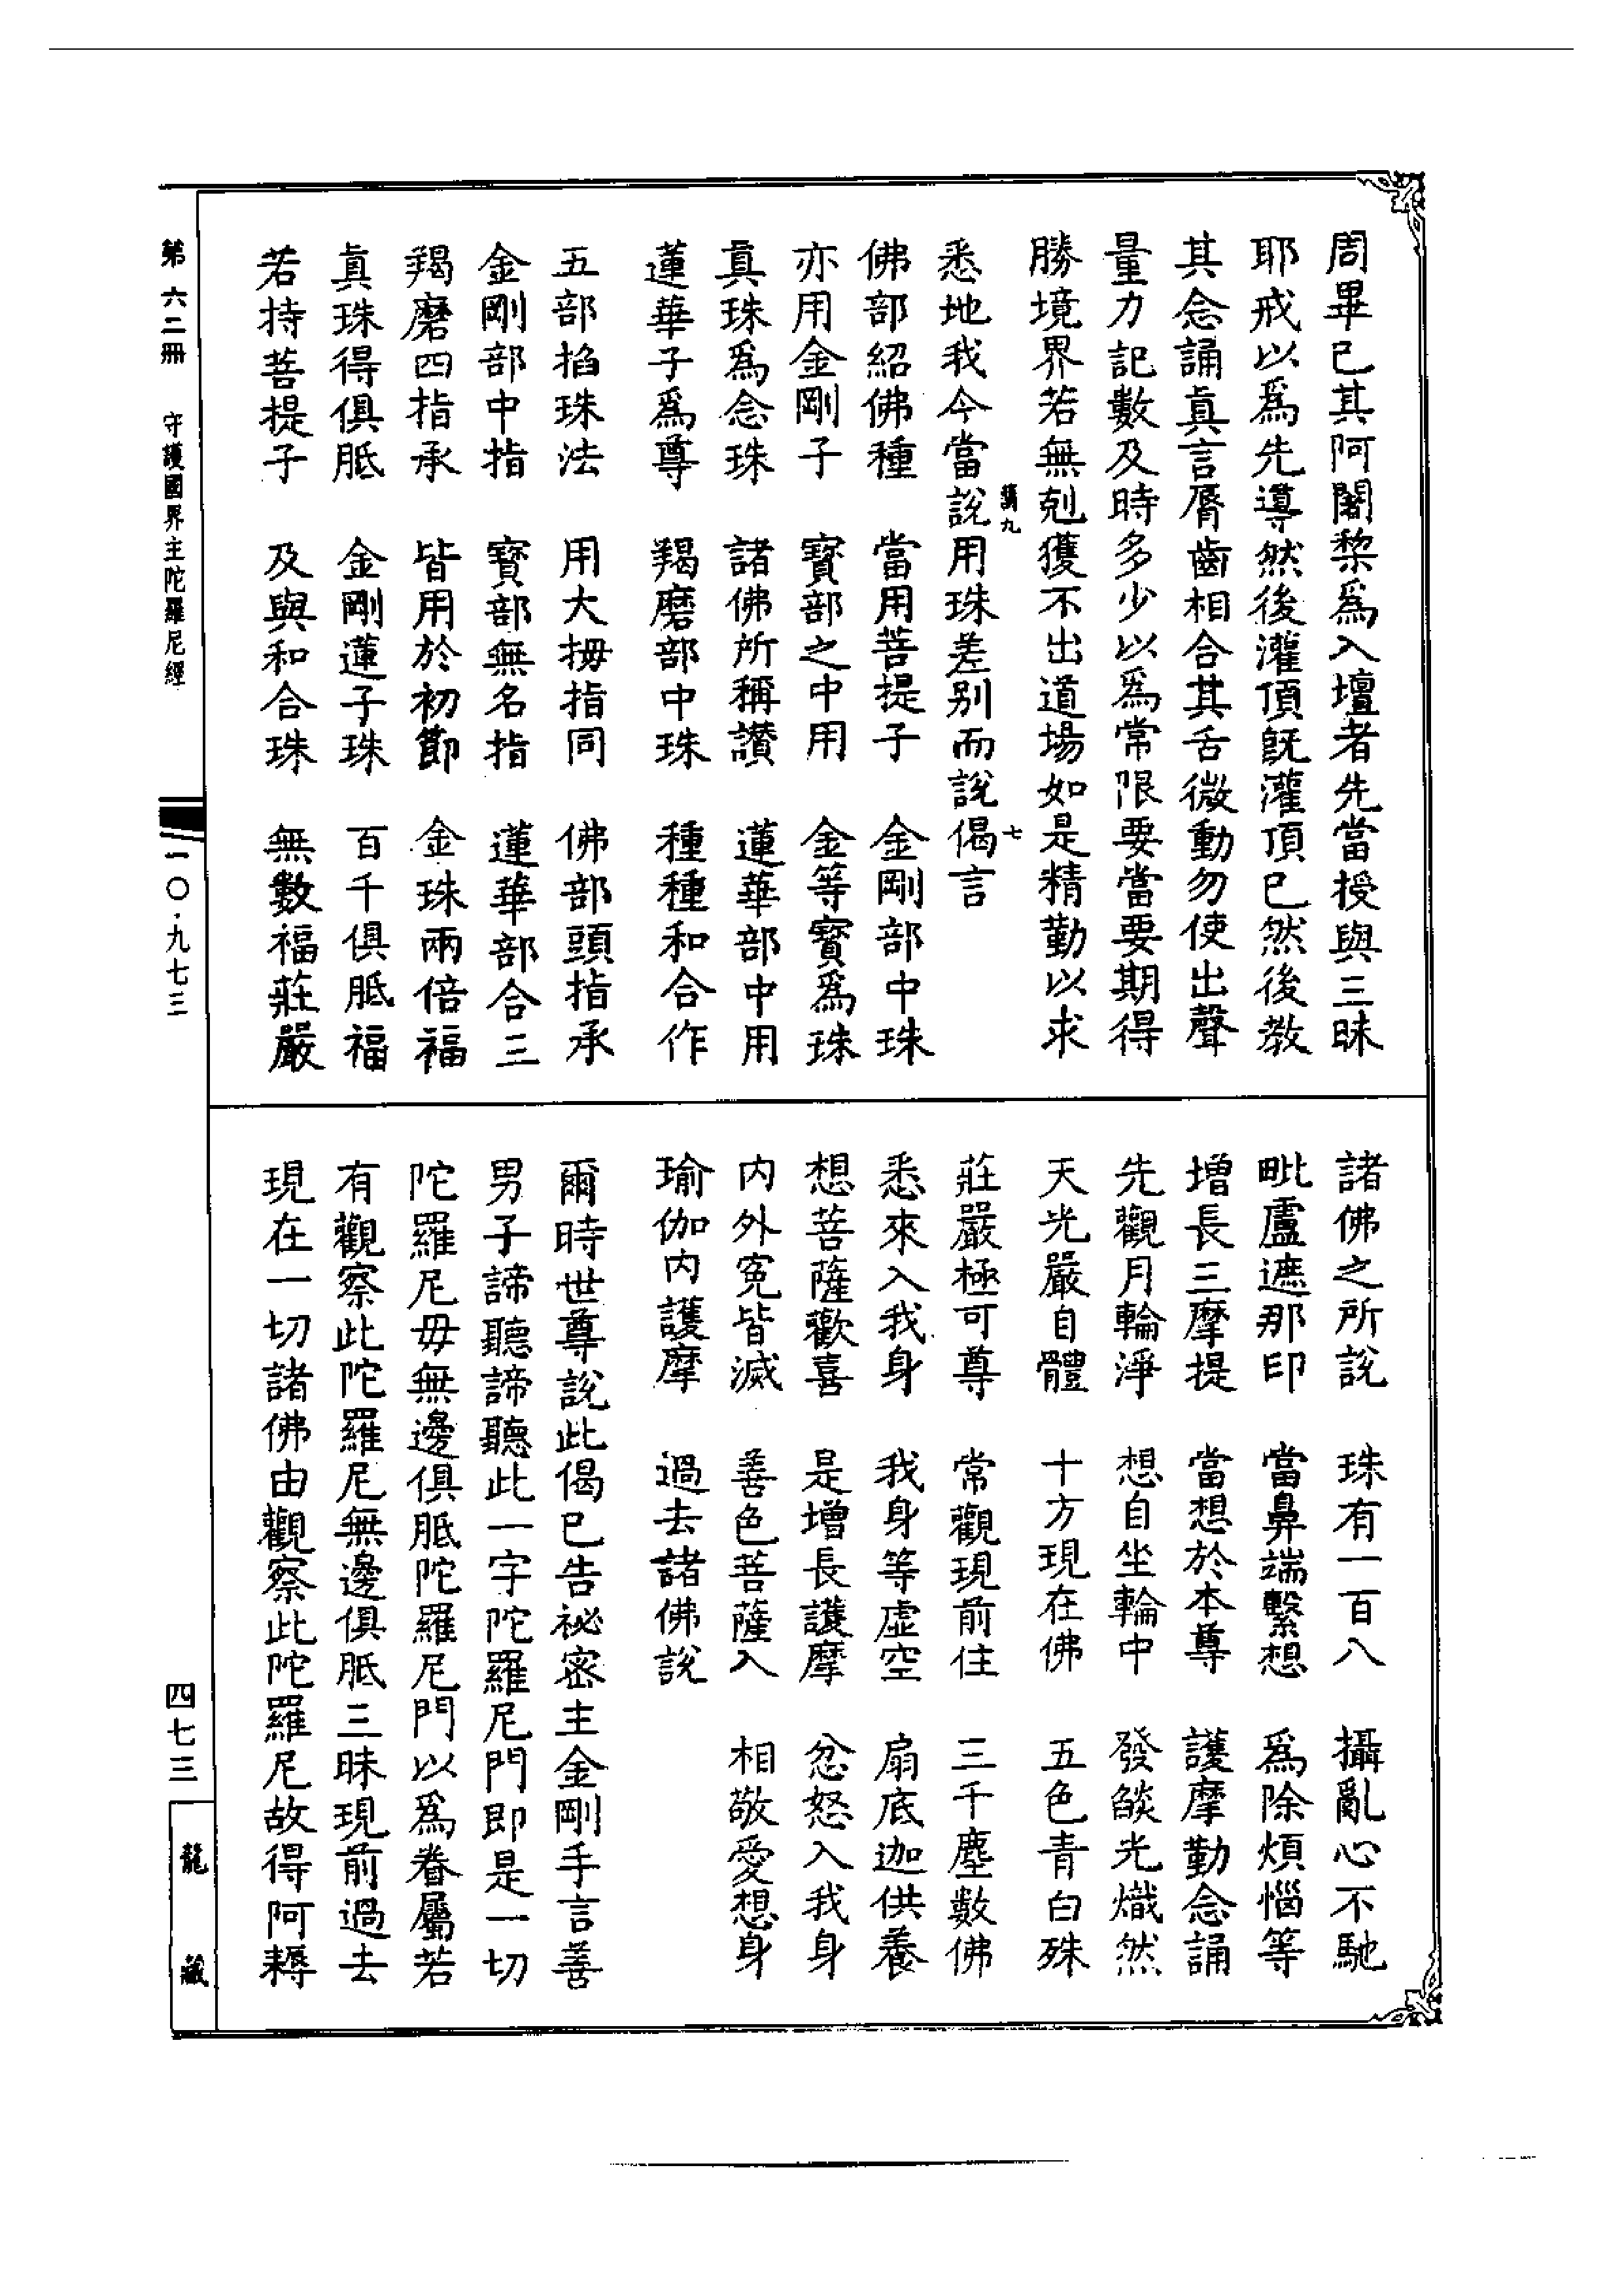 周畢已其阿闍黎爲入壇者先當授與三昧
耶戒以爲先導然後灌頂旣灌頂已然後教
其念誦眞言脣齒相合其舌微動勿使出聲
量力記數及時多少以爲常限要當要期得
勝境界若無剋獲不出道場如是精勤以求
九 七
悉地我今當說用珠差別而說偈言
佛部紹佛種 當用菩提子 金剛部中珠
亦用金剛子 寳部之中用 金等寳爲珠
眞珠爲念珠 諸佛所稱讃 蓮華部中用
蓮華子爲尊 羯磨部中珠 種種和合作
五部掐珠法 用大拇指同 佛部頭指承
金剛部中指 寳部無名指 蓮華部合三
羯磨四指承 皆用於初節 金珠兩倍福
眞珠得俱胝 金剛蓮子珠 百千俱胝福
若持菩提子 及與和合珠 無數福莊嚴
諸佛之所說 珠有一百八 攝亂心不馳
毗盧遮那印 當鼻端繫想 爲除煩惱等
增長三摩提 當想於本尊 護摩勤念誦
先觀月輪淨 想自坐輪中 發燄光熾然
天光嚴自體 十方現在佛 五色青白殊
莊嚴極可尊 常觀現前住 三千塵數佛
悉來入我身 我身等虛空 扇底迦供養
想菩薩歡喜 是增長護摩 忿怒入我身
内外寃皆滅 善色菩薩入 相敬愛想身
瑜伽内護摩 過去諸佛說
爾時世尊說此偈已告祕密主金剛手言善
男子諦聽諦聽此一字陀羅尼門即是一切
陀羅尼毋無邊俱胝陀羅尼門以爲眷屬若
有觀察此陀羅尼無邊俱胝三昧現前過去
現在一切諸佛由觀察此陀羅尼故得阿耨
第六二冊 守護國界主陀羅尼經 一〇·九七三 四七三 龍藏